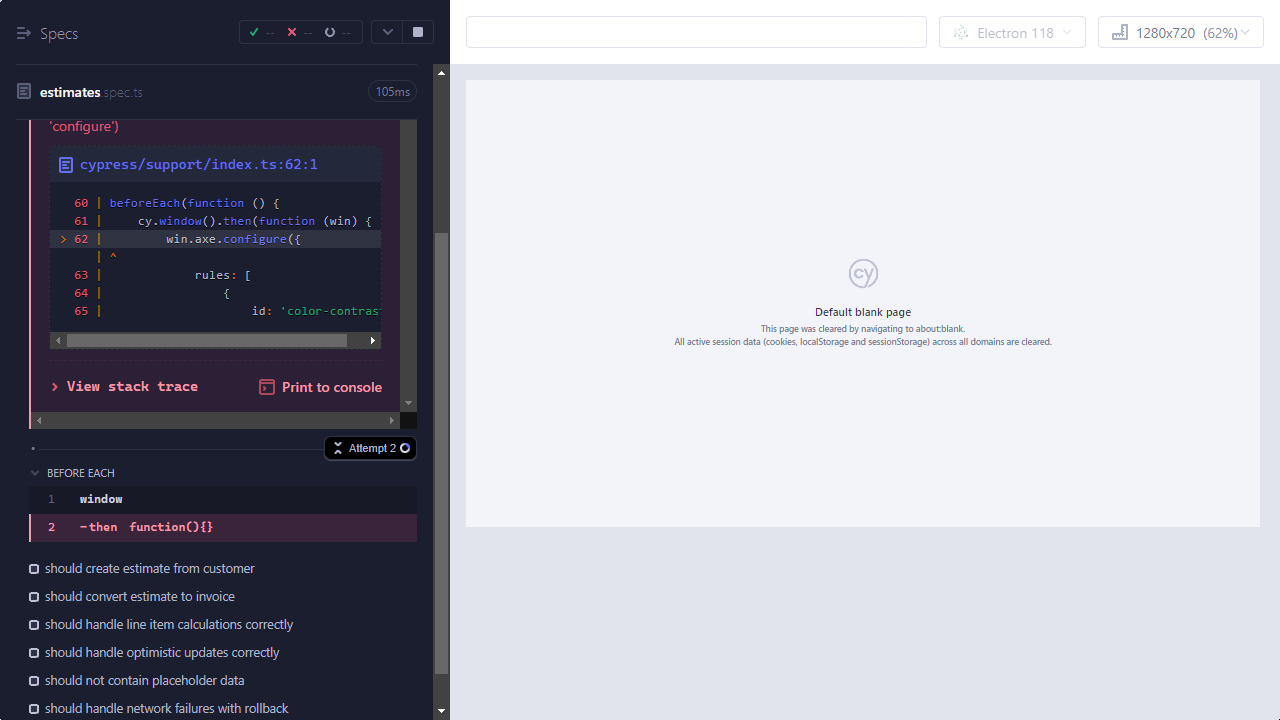 Specs
--
--
--
Electron 118
1280x720 (62%)
estimates.spec.ts
105ms
'configure')
cypress/support/index.ts:62:1
60 | beforeEach(function () {
61 |     cy.window().then(function (win) {
> 62 |         win.axe.configure({
| ^
63 |             rules: [
64 |                 {
65 |                     id: 'color-contras
View stack trace
Print to console
Attempt 2
BEFORE EACH
1 window
2 -then function(){}
should create estimate from customer
should convert estimate to invoice
should handle line item calculations correctly
should handle optimistic updates correctly
should not contain placeholder data
should handle network failures with rollback
cy
Default blank page
This page was cleared by navigating to about:blank.
All active session data (cookies, localStorage and sessionStorage) across all domains are cleared.